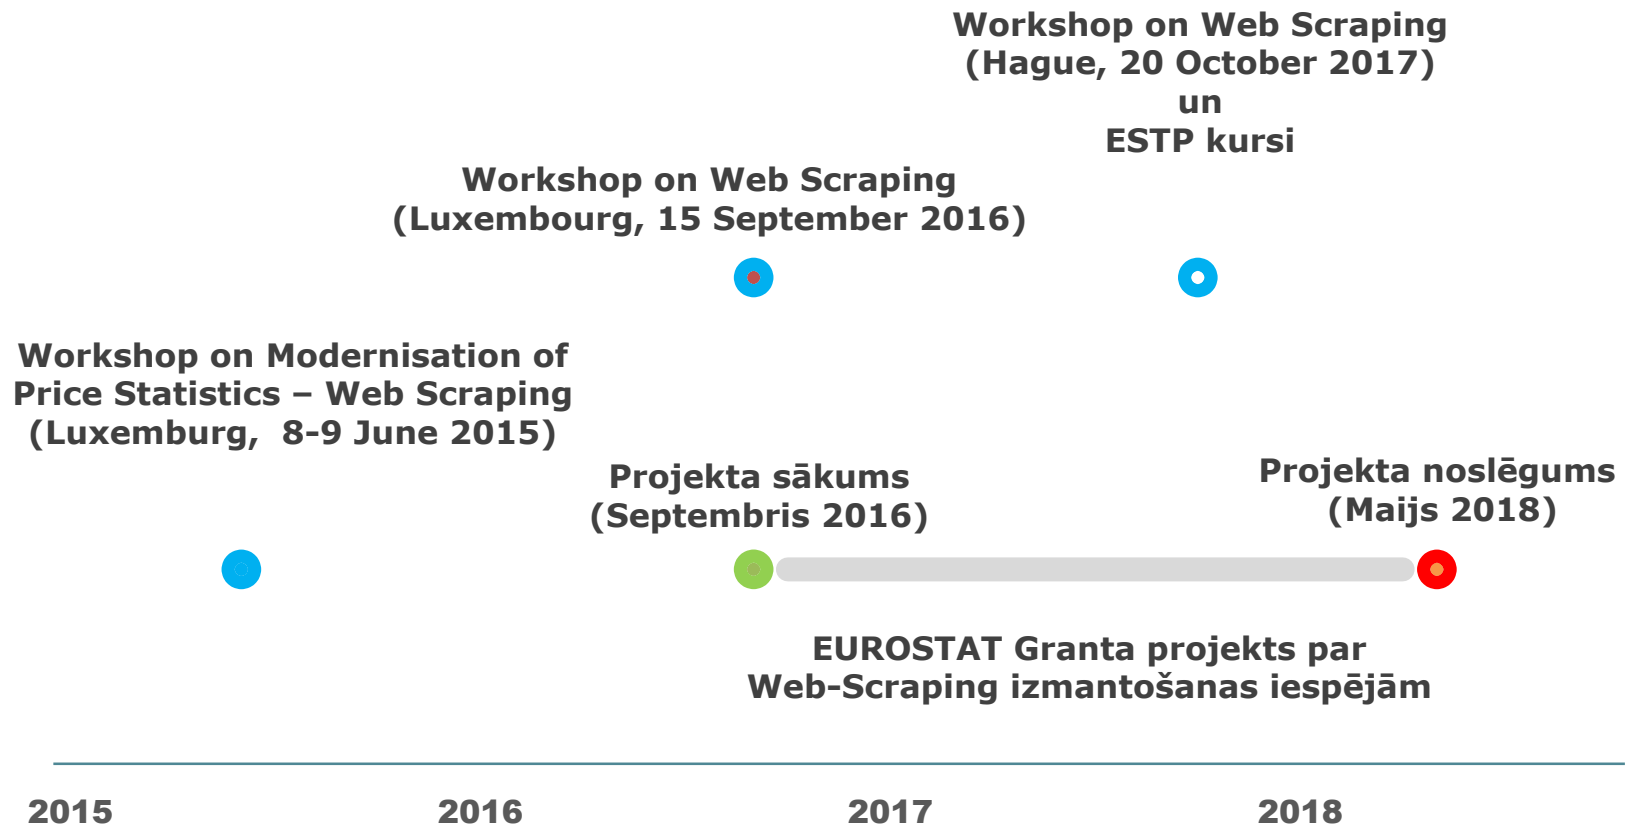 Workshop on Web Scraping
(Hague, 20 October 2017)
un
ESTP kursi
Workshop on Web Scraping
(Luxembourg, 15 September 2016)
Workshop on Modernisation of
Price Statistics – Web Scraping
(Luxemburg,  8-9 June 2015)
Projekta sākums
(Septembris 2016)
Projekta noslēgums
(Maijs 2018)
EUROSTAT Granta projekts par
Web-Scraping izmantošanas iespējām
2015 2016 2017 2018